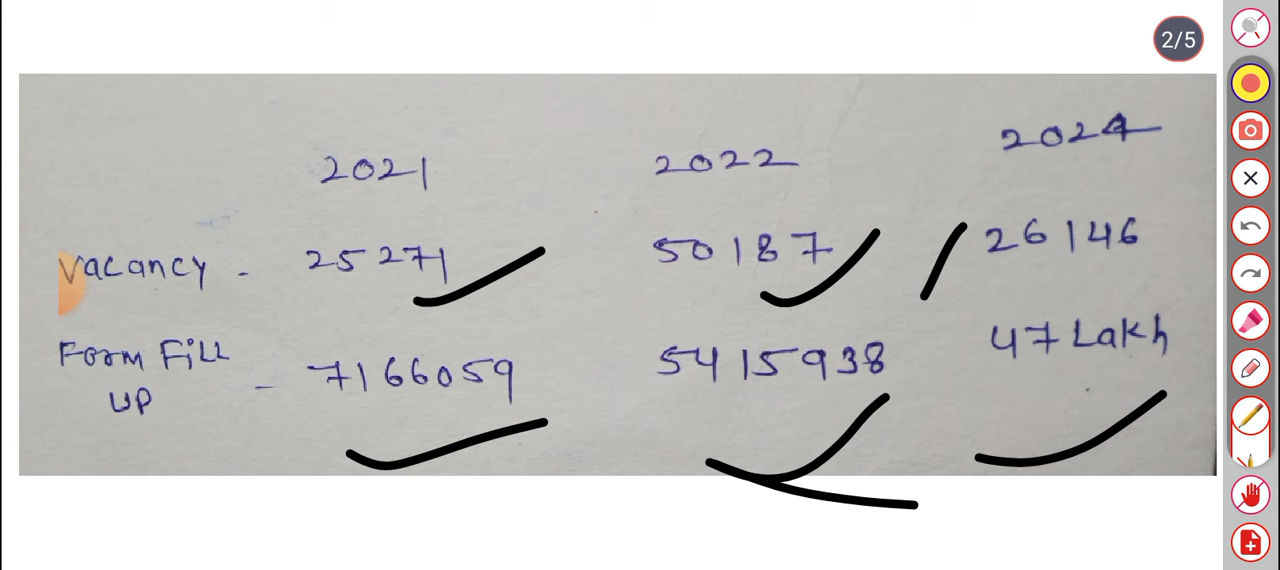 2/5
2021 2022 2024
Vacancy - 25271 50187 26146
Form Fill - 7166059 5415938 47 Lakh
UP